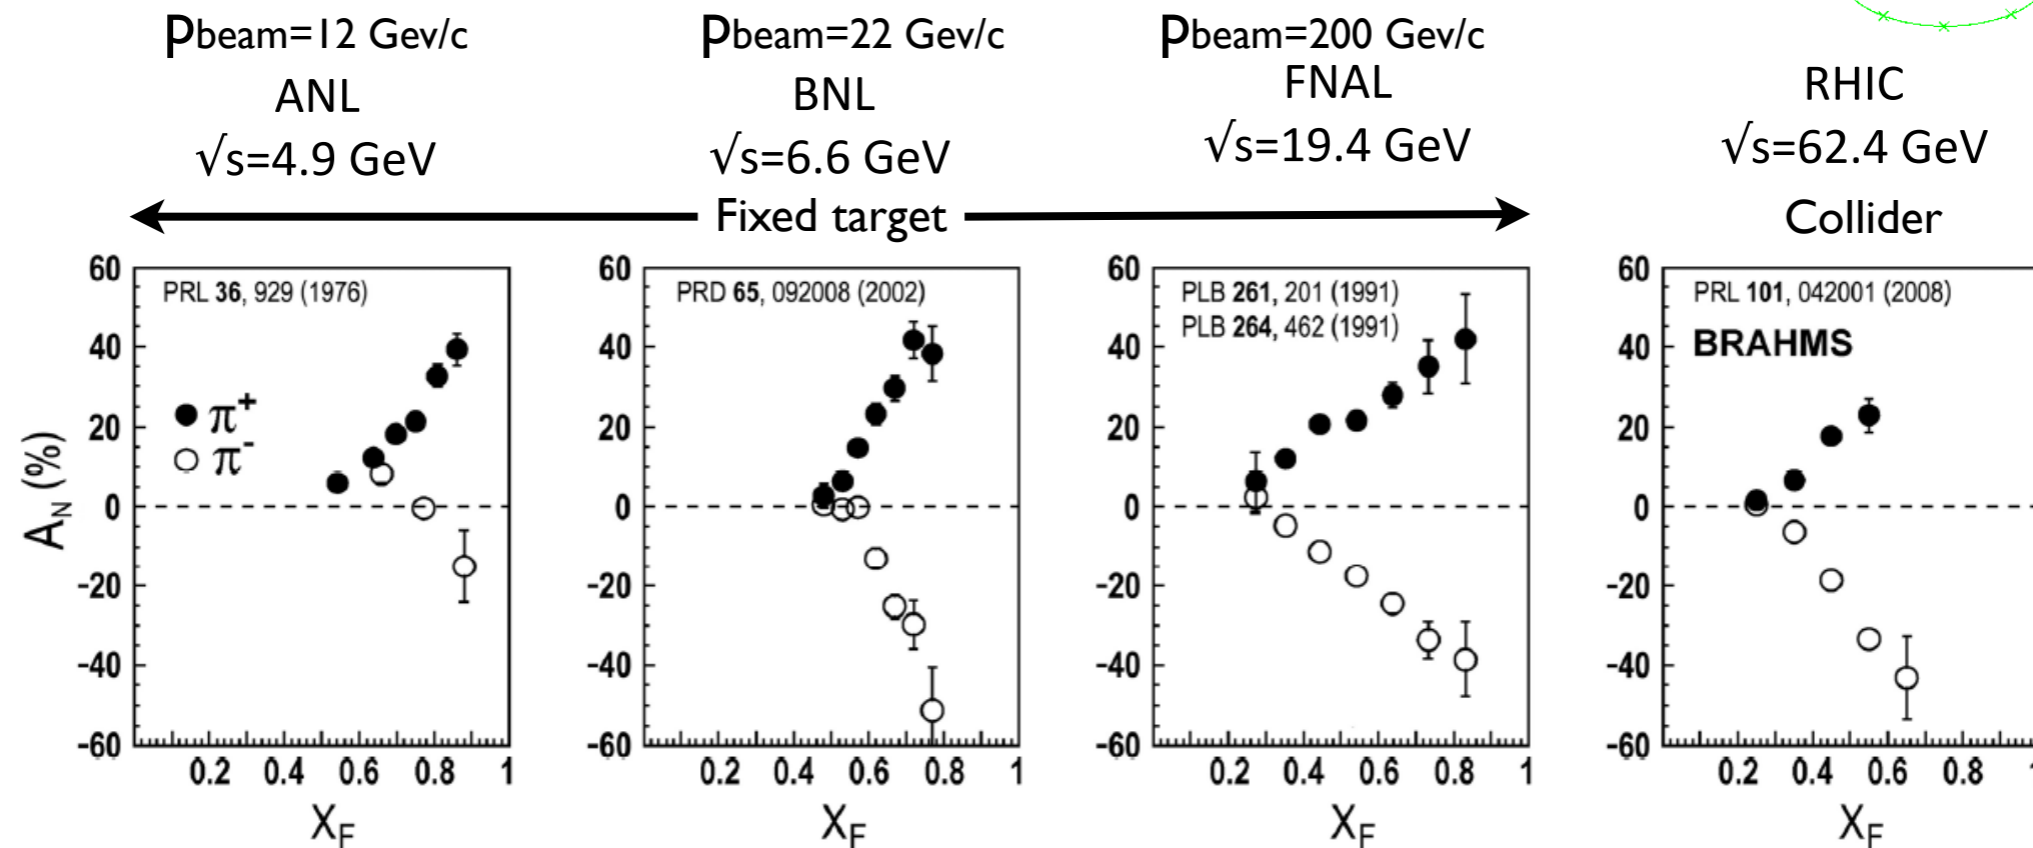 pbeam=12 Gev/c
ANL
√s=4.9 GeV
pbeam=22 Gev/c
BNL
√s=6.6 GeV
pbeam=200 Gev/c
FNAL
√s=19.4 GeV
RHIC
√s=62.4 GeV
Fixed target
Collider
A_N (%)
60
40
20
0
-20
-40
-60
PRL 36, 929 (1976)
π+
π-
0.2 0.4 0.6 0.8 1
X_F
60
40
20
0
-20
-40
-60
PRD 65, 092008 (2002)
0.2 0.4 0.6 0.8 1
X_F
60
40
20
0
-20
-40
-60
PLB 261, 201 (1991)
PLB 264, 462 (1991)
0.2 0.4 0.6 0.8 1
X_F
60
40
20
0
-20
-40
-60
PRL 101, 042001 (2008)
BRAHMS
0.2 0.4 0.6 0.8
X_F